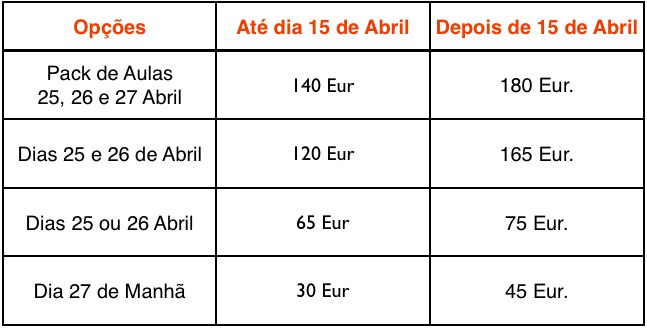 Opções Até dia 15 de Abril Depois de 15 de Abril
Pack de Aulas
25, 26 e 27 Abril 140 Eur 180 Eur.
Dias 25 e 26 de Abril 120 Eur 165 Eur.
Dias 25 ou 26 Abril 65 Eur 75 Eur.
Dia 27 de Manhã 30 Eur 45 Eur.